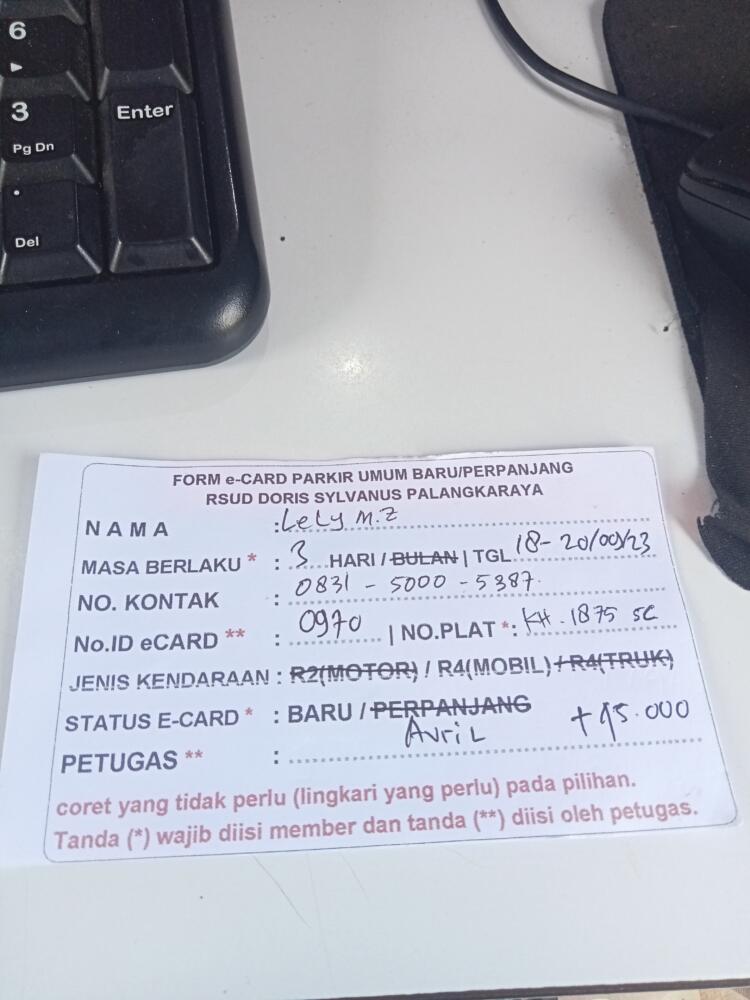 6
3
Pg Dn
Enter
.
Del
FORM e-CARD PARKIR UMUM BARU/PERPANJANG
RSUD DORIS SYLVANUS PALANGKARAYA
NAMA : Lely M.Z
MASA BERLAKU * : 3 HARI / BULAN | TGL 18 - 20/09/23
NO. KONTAK : 0831 - 5000 - 5387.
No.ID eCARD ** : 0970 | NO.PLAT *: KH. 1875 SC
JENIS KENDARAAN : R2(MOTOR) / R4(MOBIL) / R4(TRUK)
STATUS E-CARD * : BARU / PERPANJANG
PETUGAS ** : Avril +95.000
coret yang tidak perlu (lingkari yang perlu) pada pilihan.
Tanda (*) wajib diisi member dan tanda (**) diisi oleh petugas.